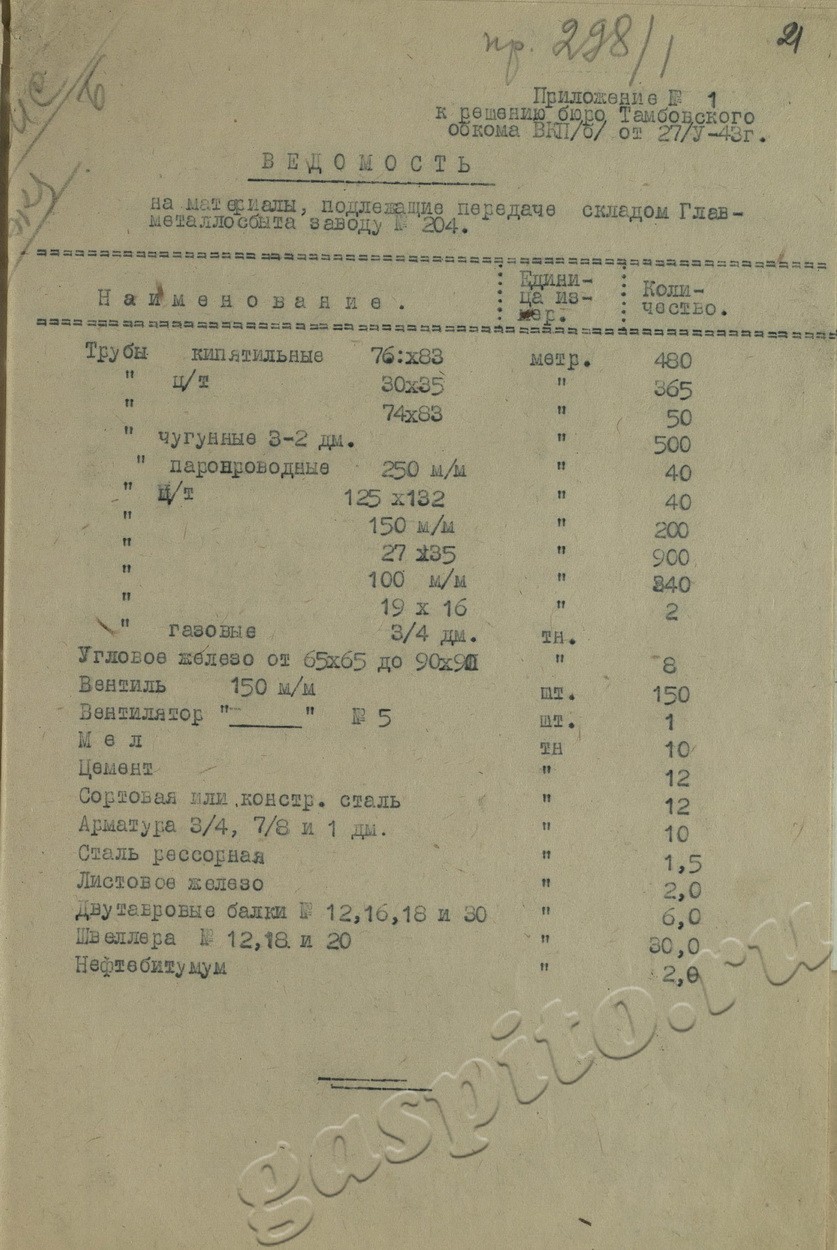 пр. 298/1
21
Приложение № 1
к решению бюро Тамбовского
обкома ВКП/б/ от 27/У-43г.
ВЕДОМОСТЬ
на материалы, подлежащие передаче складом Глав-
металлосбыта заводу № 204.
Наименование. : Едини-ца из-мер. : Коли-чество.
Трубы кипятильные 76:х83 метр. 480
" ц/т 30х35 " 365
" 74х83 " 50
" чугунные 3-2 дм. " 500
" паропроводные 250 м/м " 40
" ц/т 125 х132 " 40
" 150 м/м " 200
" 27 х35 " 900
" 100 м/м " 340
" 19 х 16 " 2
" газовые 3/4 дм. тн.
Угловое железо от 65х65 до 90х90 " 8
Вентиль 150 м/м шт. 150
Вентилятор "______" № 5 шт. 1
М е л тн 10
Цемент " 12
Сортовая или констр. сталь " 12
Арматура 3/4, 7/8 и 1 дм. " 10
Сталь рессорная " 1,5
Листовое железо " 2,0
Двутавровые балки № 12,16,18 и 30 " 6,0
Швеллера № 12,18 и 20 " 30,0
Нефтебитумум " 2,0
gaspito.ru